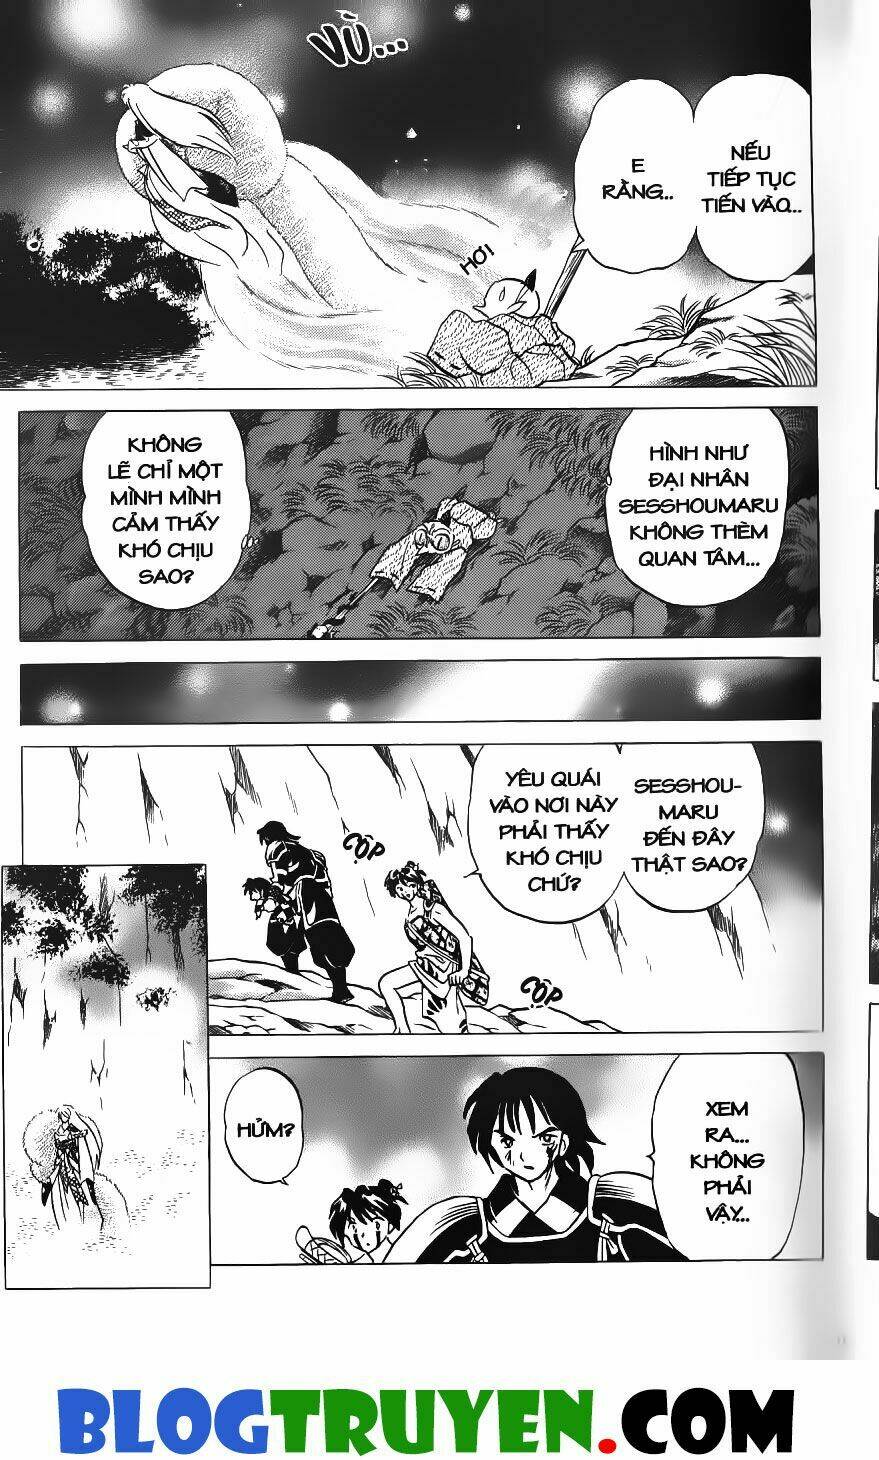 VÙ...
NẾU
TIẾP TỤC
TIẾN VÀO...
E
RẰNG...
HƠI
HÌNH NHƯ
ĐẠI NHÂN
SESSHOUMARU
KHÔNG THÈM
QUAN TÂM...
KHÔNG
LẼ CHỈ MỘT
MÌNH MÌNH
CẢM THẤY
KHÓ CHỊU
SAO?
SESSHOU-
MARU
ĐẾN ĐÂY
THẬT SAO?
YÊU QUÁI
VÀO NƠI NÀY
PHẢI THẤY
KHÓ CHỊU
CHỨ?
CỘP
CỘP
XEM
RA...
KHÔNG
PHẢI
VẬY...
HỬM?
BLOGTRUYEN.COM